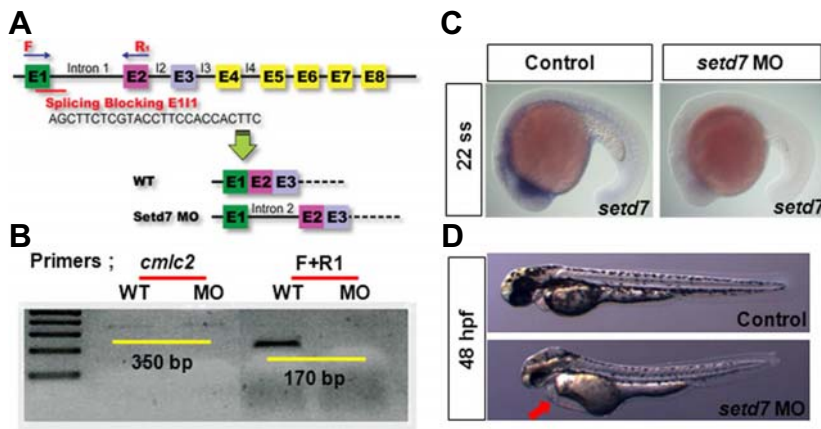 A
F
R1
Intron 1
I2
I3
I4
E1
E2
E3
E4
E5
E6
E7
E8
Splicing Blocking E1I1
AGCTTCTCGTACCTTCCACCACTTC
WT
E1 E2 E3
Intron 2
Setd7 MO
E1
E2 E3
B
Primers ; cmlc2 F+R1
WT MO WT MO
350 bp
170 bp
C
Control
setd7 MO
22 ss
setd7
setd7
D
48 hpf
Control
setd7 MO